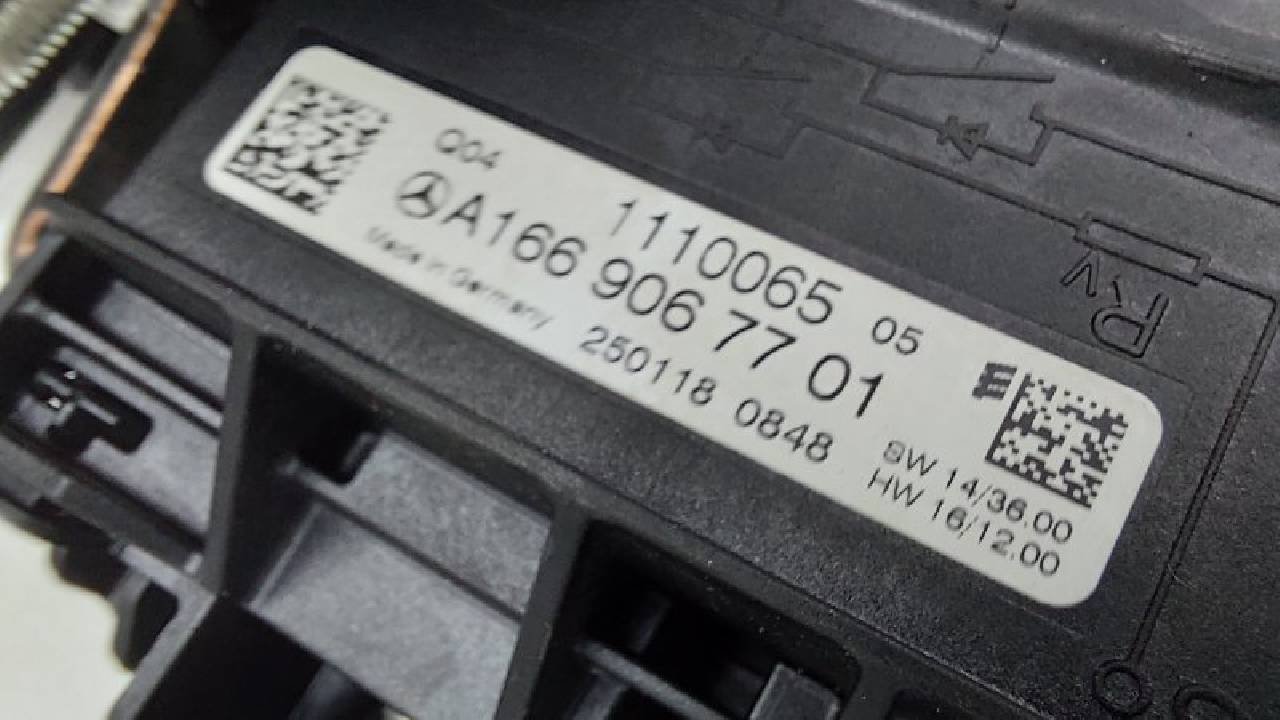 Q04
1110065 05
A166 906 77 01
Made in Germany
250118 0848
SW 14/36.00
HW 16/12.00
Rv